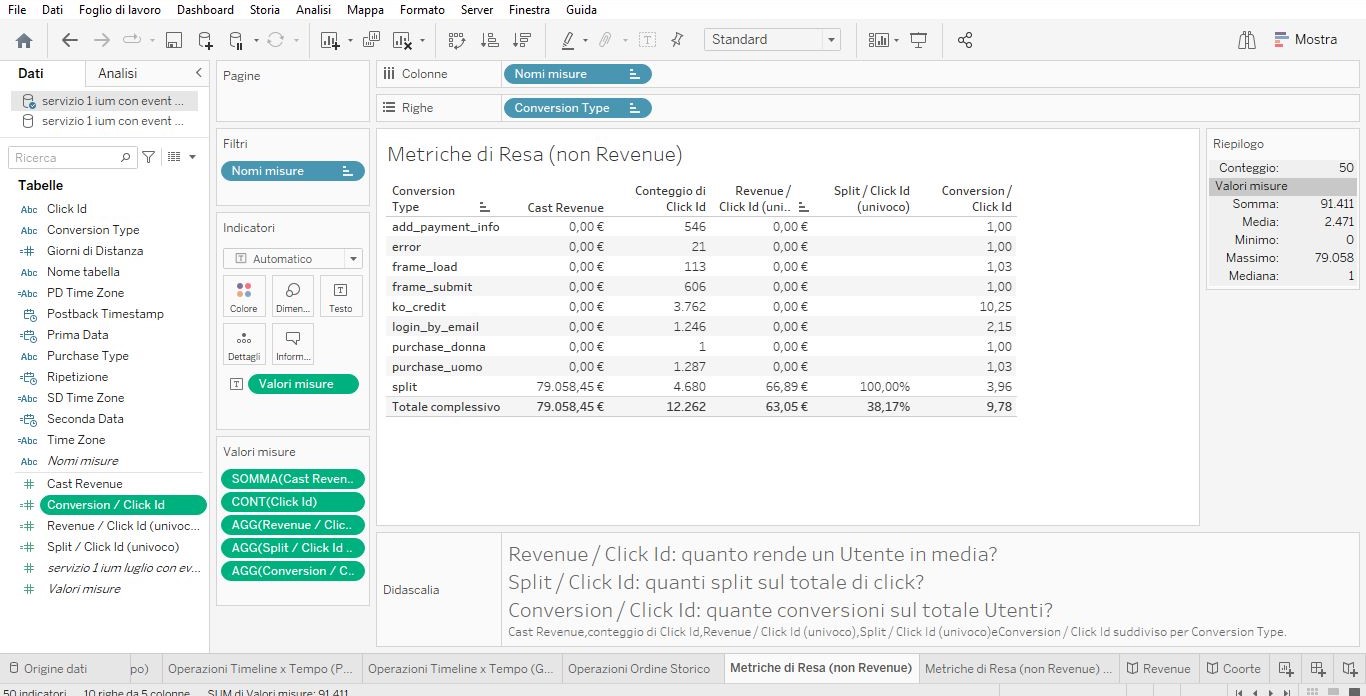 File Dati Foglio di lavoro Dashboard Storia Analisi Mappa Formato Server Finestra Guida
Standard
Mostra
Dati Analisi
servizio 1 ium con event ...
servizio 1 ium con event ...
Ricerca
Tabelle
Abc Click Id
Abc Conversion Type
=# Giorni di Distanza
Abc Nome tabella
=Abc PD Time Zone
Postback Timestamp
Prima Data
Abc Purchase Type
Ripetizione
=Abc SD Time Zone
Seconda Data
=Abc Time Zone
Abc Nomi misure
# Cast Revenue
=# Conversion / Click Id
=# Revenue / Click Id (univoc...
=# Split / Click Id (univoco)
# servizio 1 ium luglio con ev...
# Valori misure
Pagine
Filtri
Nomi misure
Indicatori
T Automatico
Colore Dimen... Testo
Dettagli Inform...
T Valori misure
Valori misure
SOMMA(Cast Reven..
CONT(Click Id)
AGG(Revenue / Clic..
AGG(Split / Click Id ..
AGG(Conversion / C..
Colonne Nomi misure
Righe Conversion Type
Metriche di Resa (non Revenue)
Conversion Type Cast Revenue Conteggio di Click Id Revenue / Click Id (uni.. Split / Click Id (univoco) Conversion / Click Id
add_payment_info 0,00 € 546 0,00 € 1,00
error 0,00 € 21 0,00 € 1,00
frame_load 0,00 € 113 0,00 € 1,03
frame_submit 0,00 € 606 0,00 € 1,00
ko_credit 0,00 € 3.762 0,00 € 10,25
login_by_email 0,00 € 1.246 0,00 € 2,15
purchase_donna 0,00 € 1 0,00 € 1,00
purchase_uomo 0,00 € 1.287 0,00 € 1,03
split 79.058,45 € 4.680 66,89 € 100,00% 3,96
Totale complessivo 79.058,45 € 12.262 63,05 € 38,17% 9,78
Riepilogo
Conteggio: 50
Valori misure
Somma: 91.411
Media: 2.471
Minimo: 0
Massimo: 79.058
Mediana: 1
Didascalia
Revenue / Click Id: quanto rende un Utente in media?
Split / Click Id: quanti split sul totale di click?
Conversion / Click Id: quante conversioni sul totale Utenti?
Cast Revenue,conteggio di Click Id,Revenue / Click Id (univoco),Split / Click Id (univoco)eConversion / Click Id suddiviso per Conversion Type.
Origine dati po) Operazioni Timeline x Tempo (P... Operazioni Timeline x Tempo (G... Operazioni Ordine Storico Metriche di Resa (non Revenue) Metriche di Resa (non Revenue) ... Revenue Coorte
50 indicatori 10 righe da 5 colonne SUM di Valori misure: 91.411